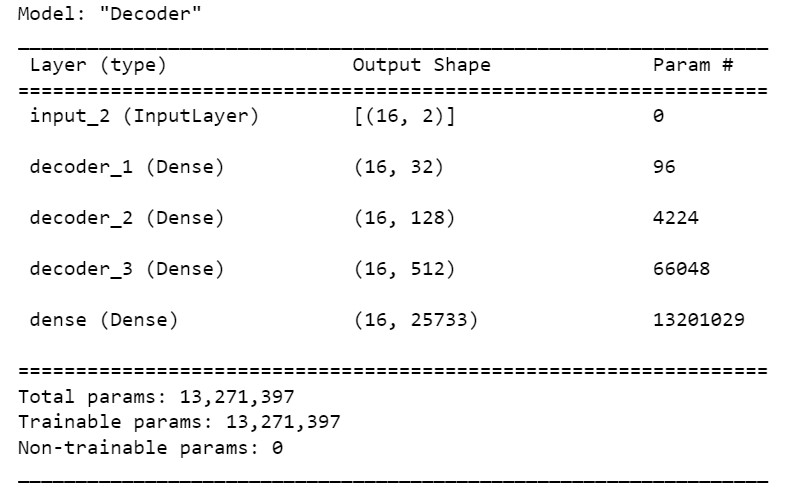 Model: "Decoder"
Layer (type) Output Shape Param #
input_2 (InputLayer) [(16, 2)] 0
decoder_1 (Dense) (16, 32) 96
decoder_2 (Dense) (16, 128) 4224
decoder_3 (Dense) (16, 512) 66048
dense (Dense) (16, 25733) 13201029
Total params: 13,271,397
Trainable params: 13,271,397
Non-trainable params: 0